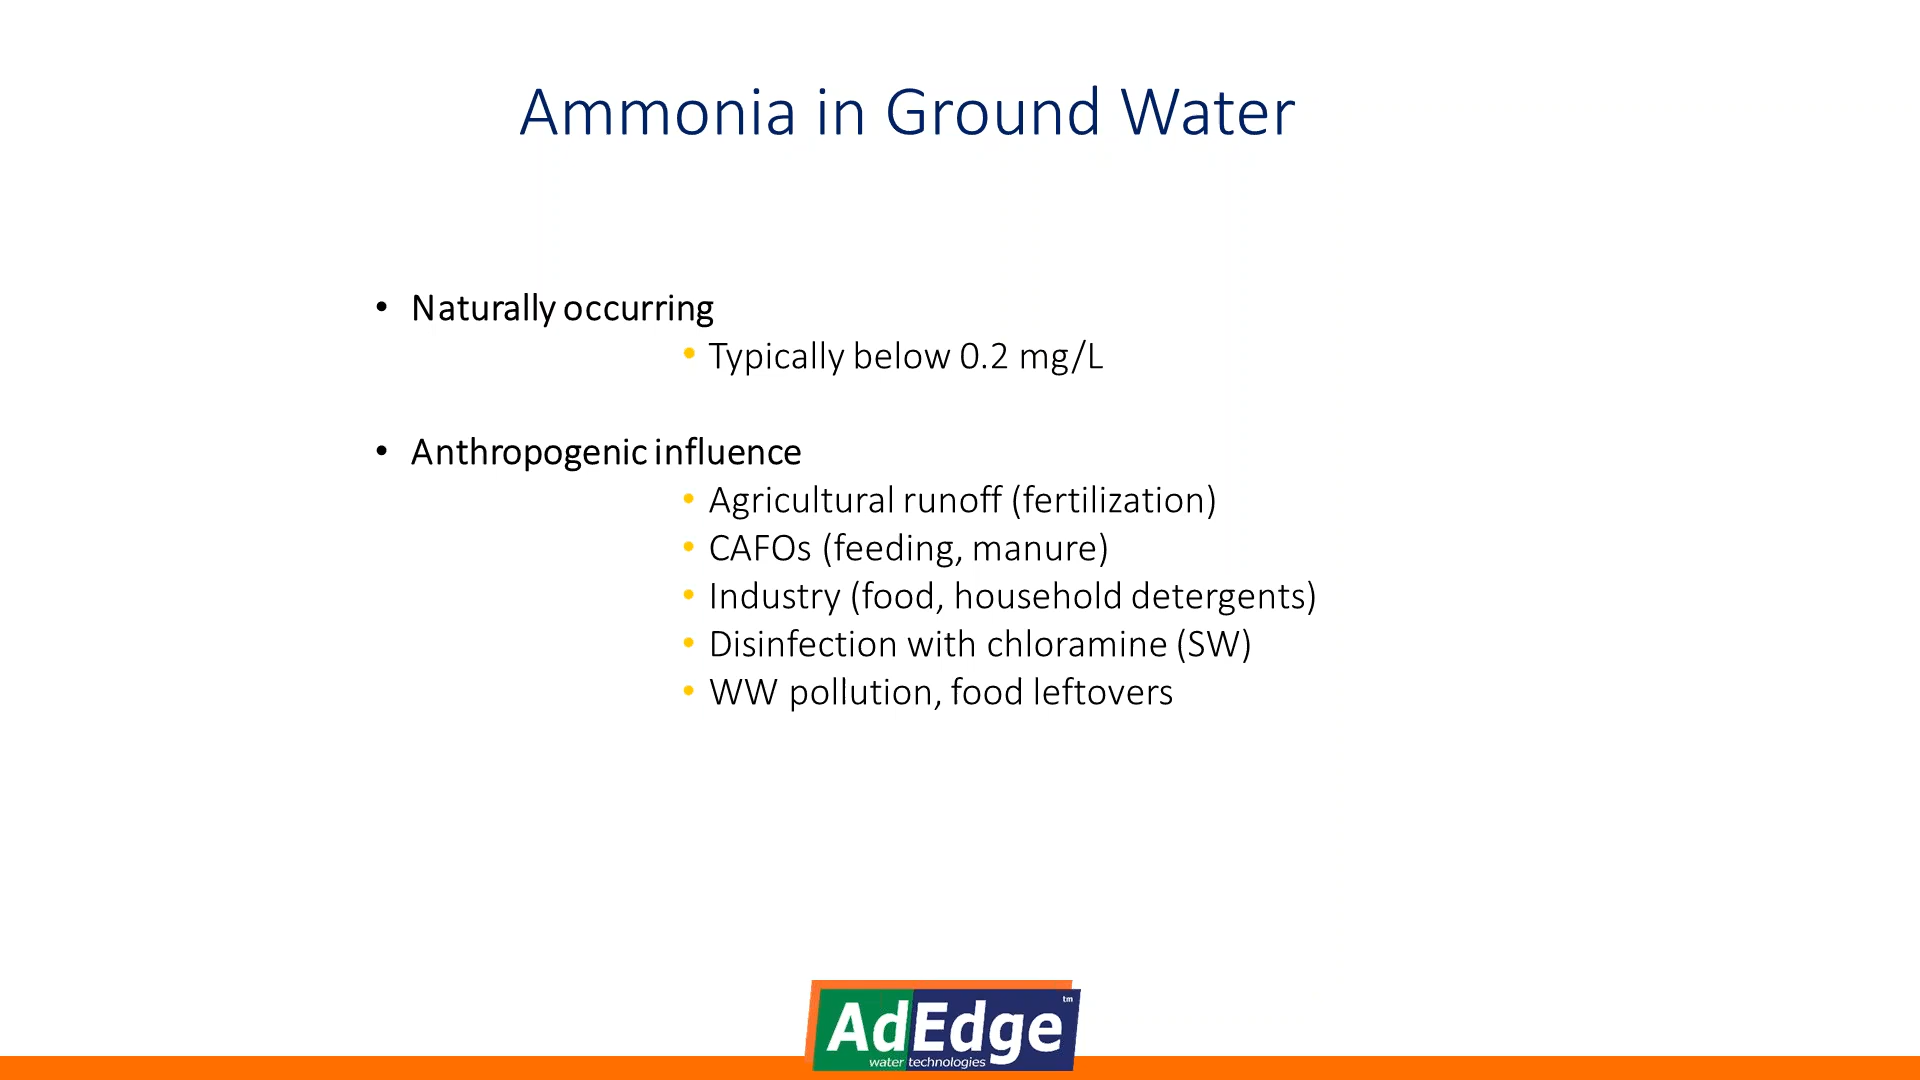 Ammonia in Ground Water
• Naturally occurring
• Typically below 0.2 mg/L
• Anthropogenic influence
• Agricultural runoff (fertilization)
• CAFOs (feeding, manure)
• Industry (food, household detergents)
• Disinfection with chloramine (SW)
• WW pollution, food leftovers
AdEdge tm
water technologies